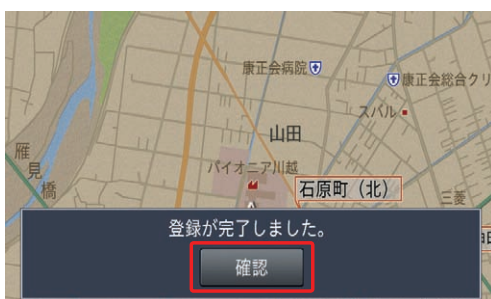 康正会病院
康正会総合クリ
スバル
山田
雁見橋
パイオニア川越
石原町（北）
三菱
登録が完了しました。
確認